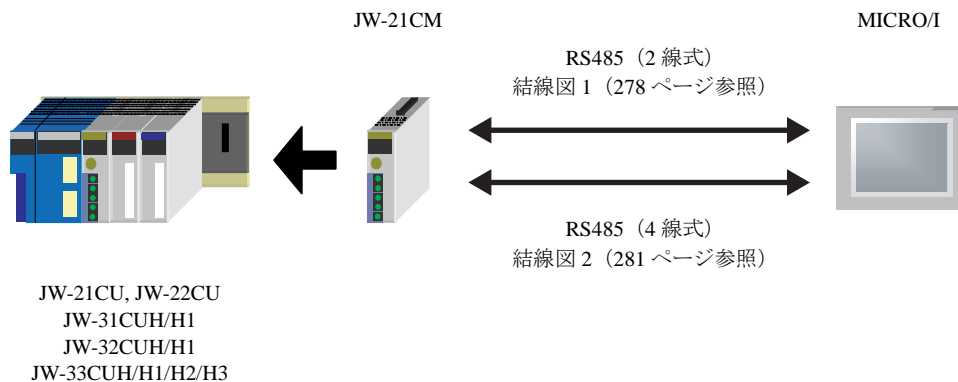 JW-21CM
MICRO/I
RS485（2 線式）
結線図 1（278 ページ参照）
RS485（4 線式）
結線図 2（281 ページ参照）
JW-21CU, JW-22CU
JW-31CUH/H1
JW-32CUH/H1
JW-33CUH/H1/H2/H3